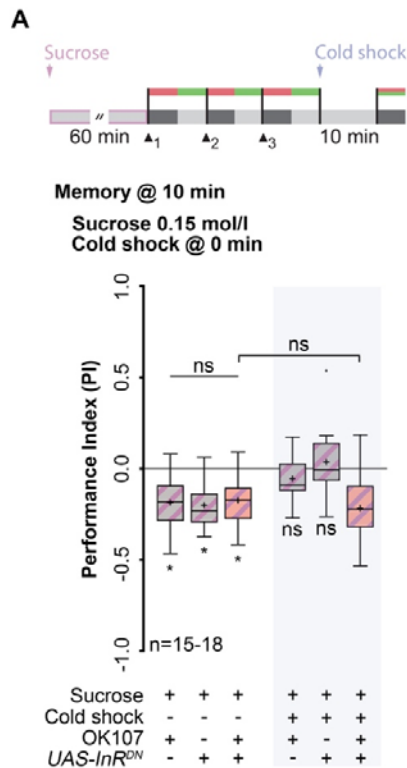 A
Sucrose
Cold shock
//
60 min ▲1 ▲2 ▲3 10 min
Memory @ 10 min
Sucrose 0.15 mol/l
Cold shock @ 0 min
Performance Index (PI)
1.0
0.5
0.0
-0.5
-1.0
ns
ns
ns
ns
*
*
*
n=15-18
Sucrose + + + + + +
Cold shock - - - + + +
OK107 + - + + - +
UAS-InRDN - + + - + +